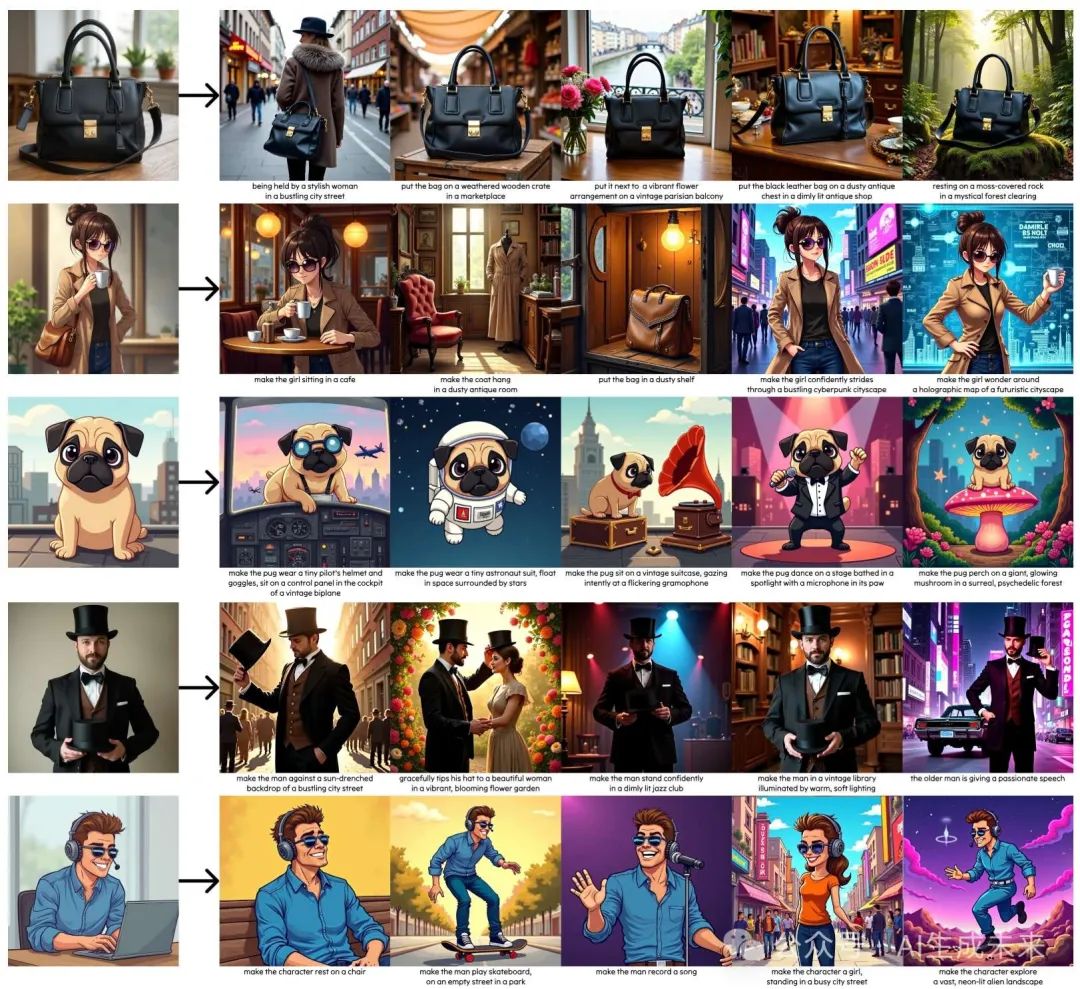 being held by a stylish woman
in a bustling city street
put the bag on a weathered wooden crate
in a marketplace
put it next to a vibrant flower
arrangement on a vintage parisian balcony
put the black leather bag on a dusty antique
chest in a dimly lit antique shop
resting on a moss-covered rock
in a mystical forest clearing
make the girl sitting in a cafe
make the coat hang
in a dusty antique room
put the bag in a dusty shelf
make the girl confidently strides
through a bustling cyberpunk cityscape
make the girl wonder around
a holographic map of a futuristic cityscape
make the pug wear a tiny pilot's helmet and
goggles, sit on a control panel in the cockpit
of a vintage biplane
make the pug wear a tiny astronaut suit, float
in space surrounded by stars
make the pug sit on a vintage suitcase, gazing
intently at a flickering gramophone
make the pug dance on a stage bathed in a
spotlight with a microphone in its paw
make the pug perch on a giant, glowing
mushroom in a surreal, psychedelic forest
make the man against a sun-drenched
backdrop of a bustling city street
gracefully tips his hat to a beautiful woman
in a vibrant, blooming flower garden
make the man stand confidently
in a dimly lit jazz club
make the man in a vintage library
illuminated by warm, soft lighting
the older man is giving a passionate speech
make the character rest on a chair
make the man play skateboard,
on an empty street in a park
make the man record a song
make the character a girl,
standing in a busy city street
make the character explore
a vast, neon-lit alien landscape
公众号 · AI生成未来